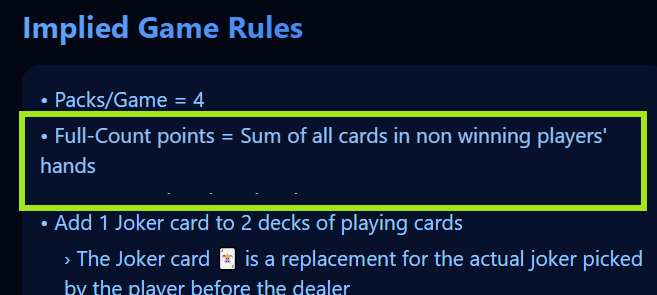 Implied Game Rules
• Packs/Game = 4
• Full-Count points = Sum of all cards in non winning players'
hands
• Add 1 Joker card to 2 decks of playing cards
› The Joker card 🃏 is a replacement for the actual joker picked
by the player before the dealer